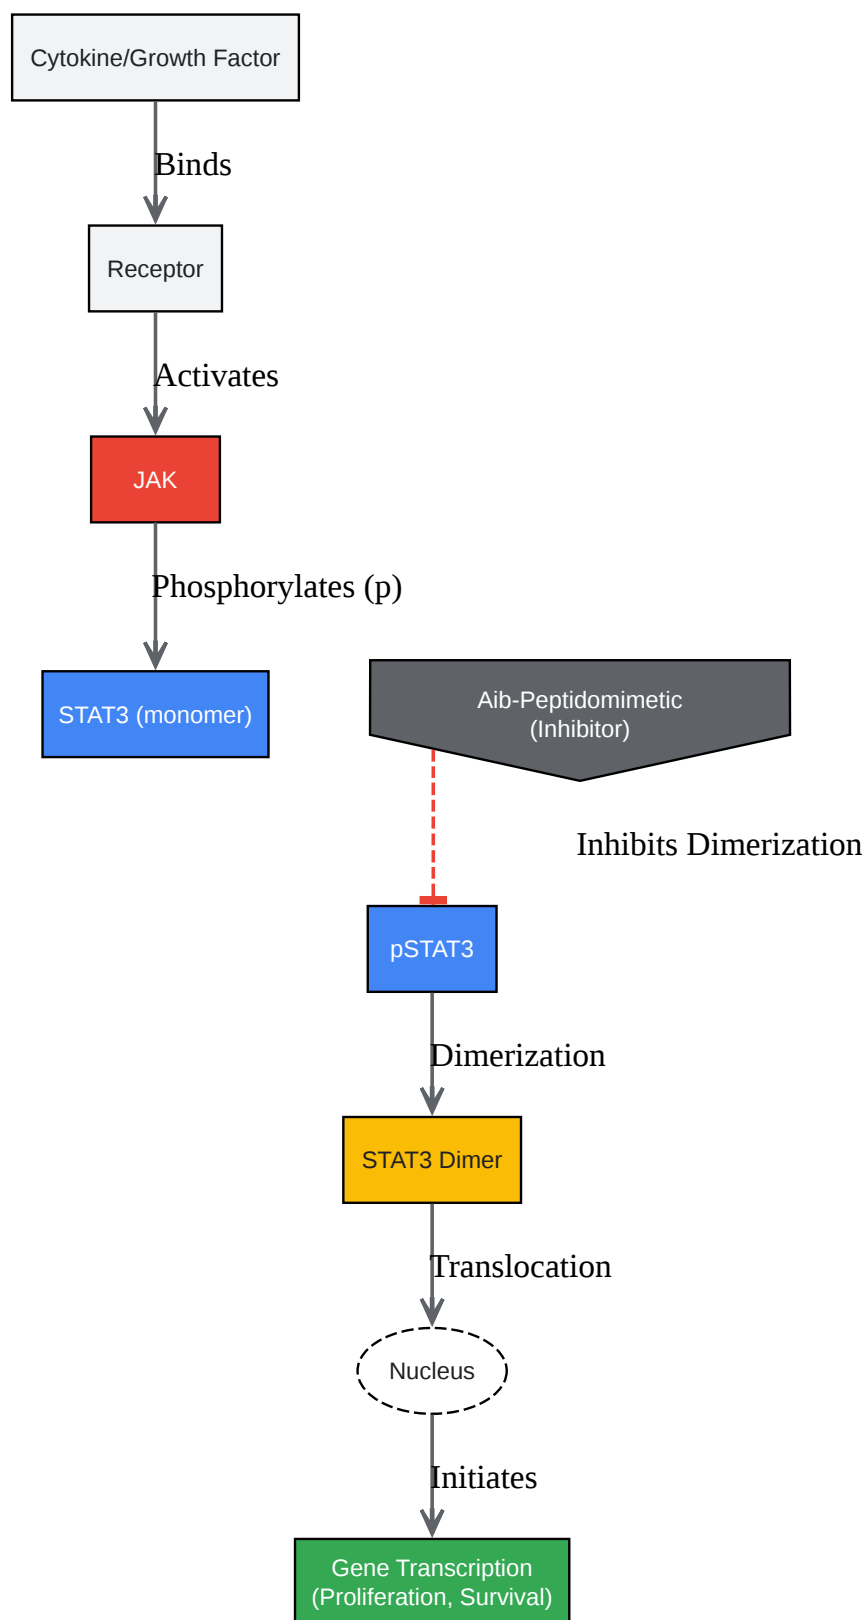 Cytokine/Growth Factor
Binds
Receptor
Activates
JAK
Phosphorylates (p)
STAT3 (monomer)
Aib-Peptidomimetic
(Inhibitor)
Inhibits Dimerization
pSTAT3
Dimerization
STAT3 Dimer
Translocation
Nucleus
Initiates
Gene Transcription
(Proliferation, Survival)